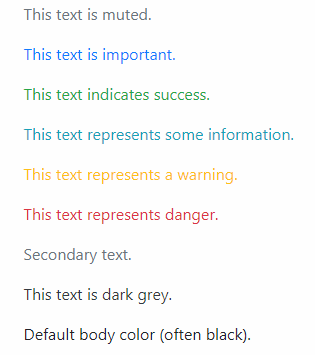 This text is muted.
This text is important.
This text indicates success.
This text represents some information.
This text represents a warning.
This text represents danger.
Secondary text.
This text is dark grey.
Default body color (often black).